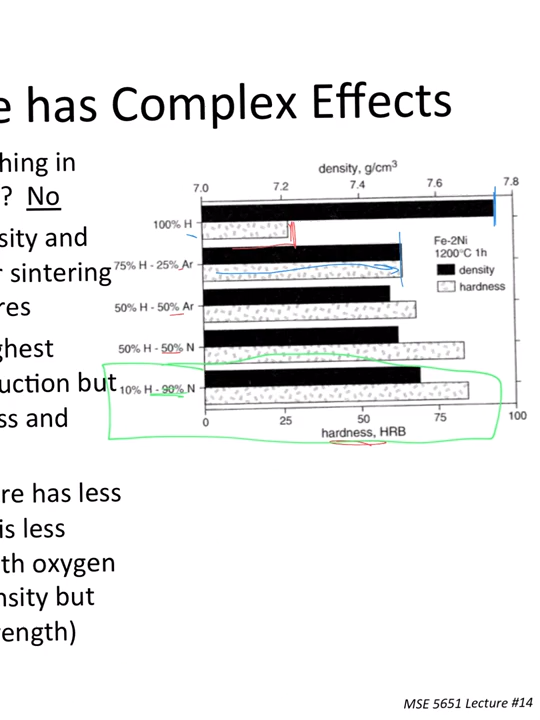 e has Complex Effects
hing in
? No
sity and
r sintering
res
ghest
uction but
ss and
re has less
is less
th oxygen
nsity but
rength)
density, g/cm³
7.0 7.2 7.4 7.6 7.8
100% H
75% H - 25% Ar
50% H - 50% Ar
50% H - 50% N
10% H - 90% N
Fe-2Ni
1200°C 1h
density
hardness
0 25 50 75 100
hardness, HRB
MSE 5651 Lecture #14